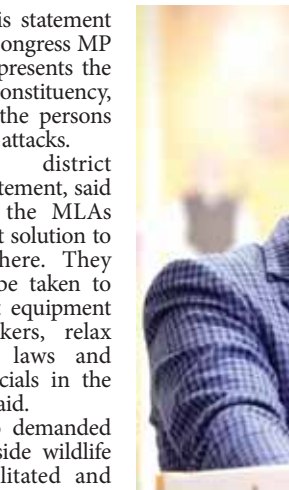 is statement
ongress MP
presents the
onstituency,
the persons
attacks.
district
tement, said
the MLAs
t solution to
here. They
be taken to
t equipment
kers, relax
laws and
cials in the
aid.
demanded
side wildlife
litated and